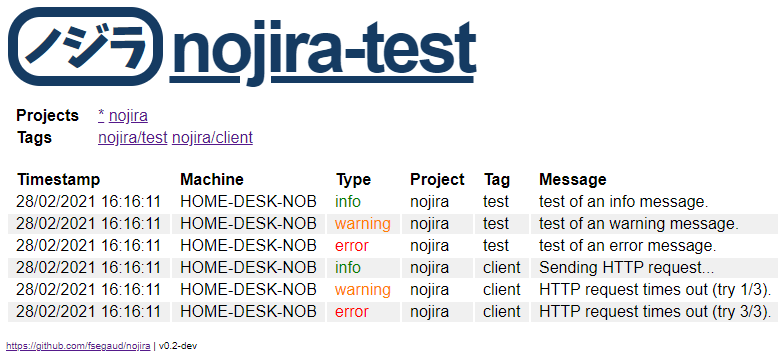 ノジラ nojira-test
Projects * nojira
Tags nojira/test nojira/client
Timestamp Machine Type Project Tag Message
28/02/2021 16:16:11 HOME-DESK-NOB info nojira test test of an info message.
28/02/2021 16:16:11 HOME-DESK-NOB warning nojira test test of an warning message.
28/02/2021 16:16:11 HOME-DESK-NOB error nojira test test of an error message.
28/02/2021 16:16:11 HOME-DESK-NOB info nojira client Sending HTTP request...
28/02/2021 16:16:11 HOME-DESK-NOB warning nojira client HTTP request times out (try 1/3).
28/02/2021 16:16:11 HOME-DESK-NOB error nojira client HTTP request times out (try 3/3).
https://github.com/fsegaud/nojira | v0.2-dev